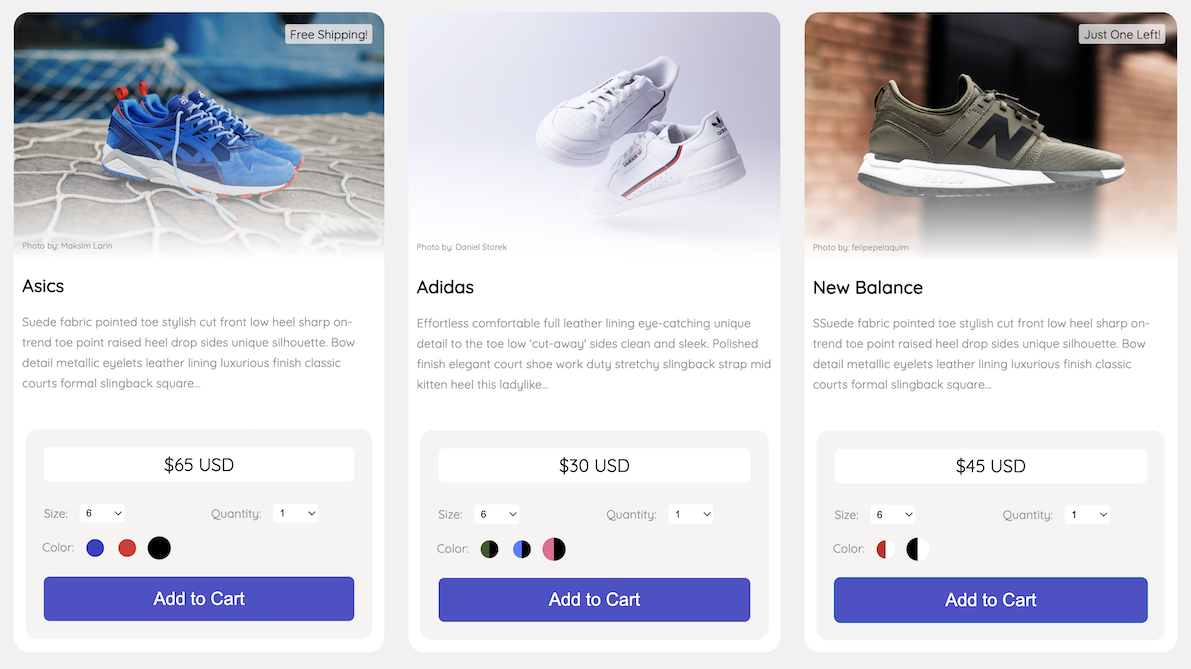 Free Shipping!
Photo by: Maksim Larin
Asics
Suede fabric pointed toe stylish cut front low heel sharp on-
trend toe point raised heel drop sides unique silhouette. Bow
detail metallic eyelets leather lining luxurious finish classic
courts formal slingback square...
$65 USD
Size: 6 Quantity: 1
Color:
Add to Cart
adidas
Photo by: Daniel Storek
Adidas
Effortless comfortable full leather lining eye-catching unique
detail to the toe low 'cut-away' sides clean and sleek. Polished
finish elegant court shoe work duty stretchy slingback strap mid
kitten heel this ladylike...
$30 USD
Size: 6 Quantity: 1
Color:
Add to Cart
Just One Left!
N
Photo by: felipepelaquim
New Balance
SSuede fabric pointed toe stylish cut front low heel sharp on-
trend toe point raised heel drop sides unique silhouette. Bow
detail metallic eyelets leather lining luxurious finish classic
courts formal slingback square...
$45 USD
Size: 6 Quantity: 1
Color:
Add to Cart